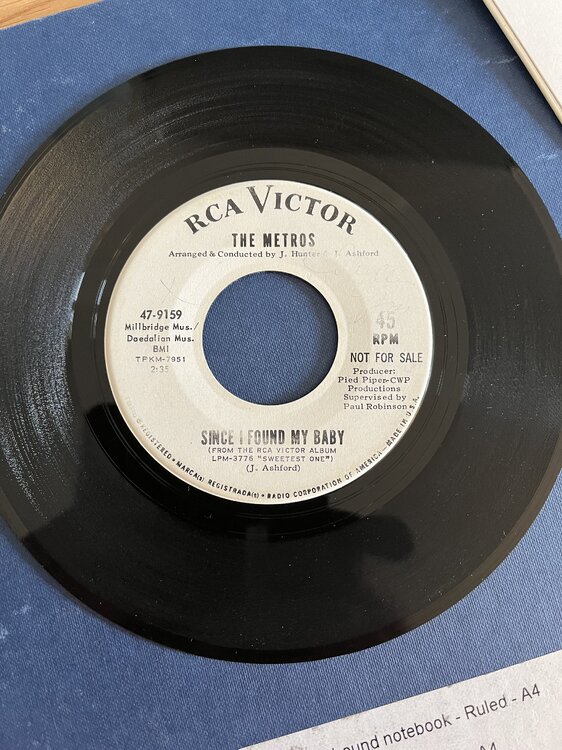 RCA VICTOR
THE METROS
Arranged & Conducted by J. Hunter & J. Ashford
47-9159
Millbridge Mus./
Daedalian Mus.
BMI
TPKM-7951
2:35
45
RPM
NOT FOR SALE
Producer:
Pied Piper-CWP
Productions
Supervised by
Paul Robinson
SINCE I FOUND MY BABY
(FROM THE RCA VICTOR ALBUM
LPM-3776 "SWEETEST ONE")
(J. Ashford)
REGISTERED • MARCA(s) REGISTRADA(s) • RADIO CORPORATION OF AMERICA - MADE IN U.S.A.
notebook - Ruled - A4
A4